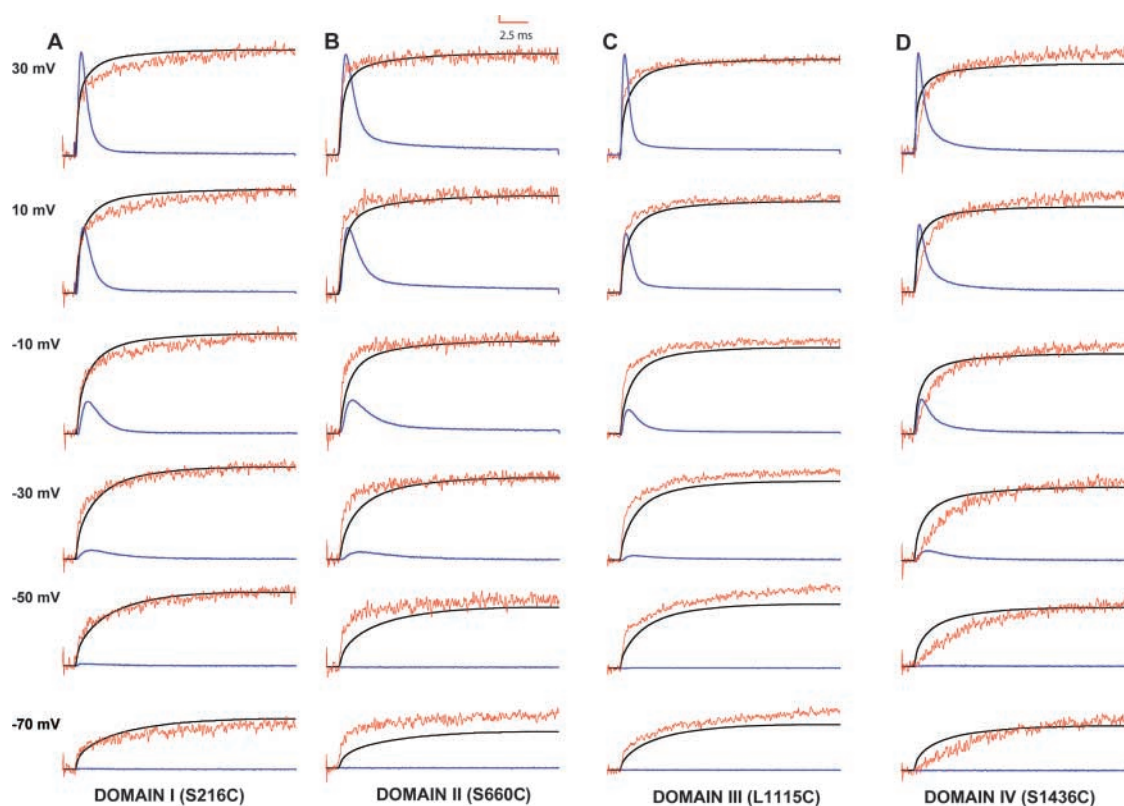 A B C D
2.5 ms
30 mV
10 mV
-10 mV
-30 mV
-50 mV
-70 mV
DOMAIN I (S216C) DOMAIN II (S660C) DOMAIN III (L1115C) DOMAIN IV (S1436C)